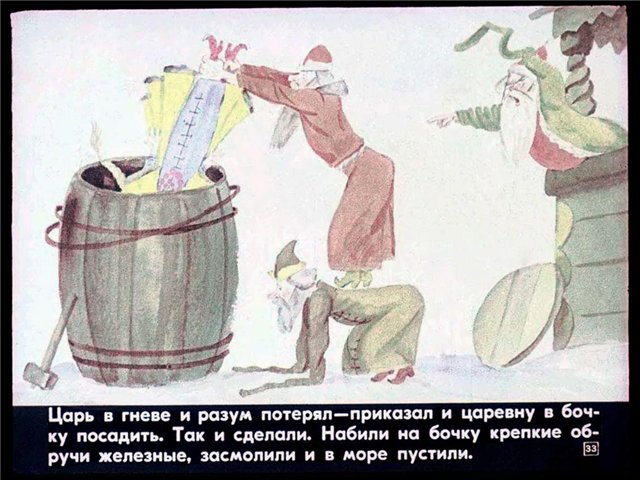 Царь в гневе и разум потерял—приказал и царевну в боч-
ку посадить. Так и сделали. Набили на бочку крепкие об-
ручи железные, засмолили и в море пустили.
33